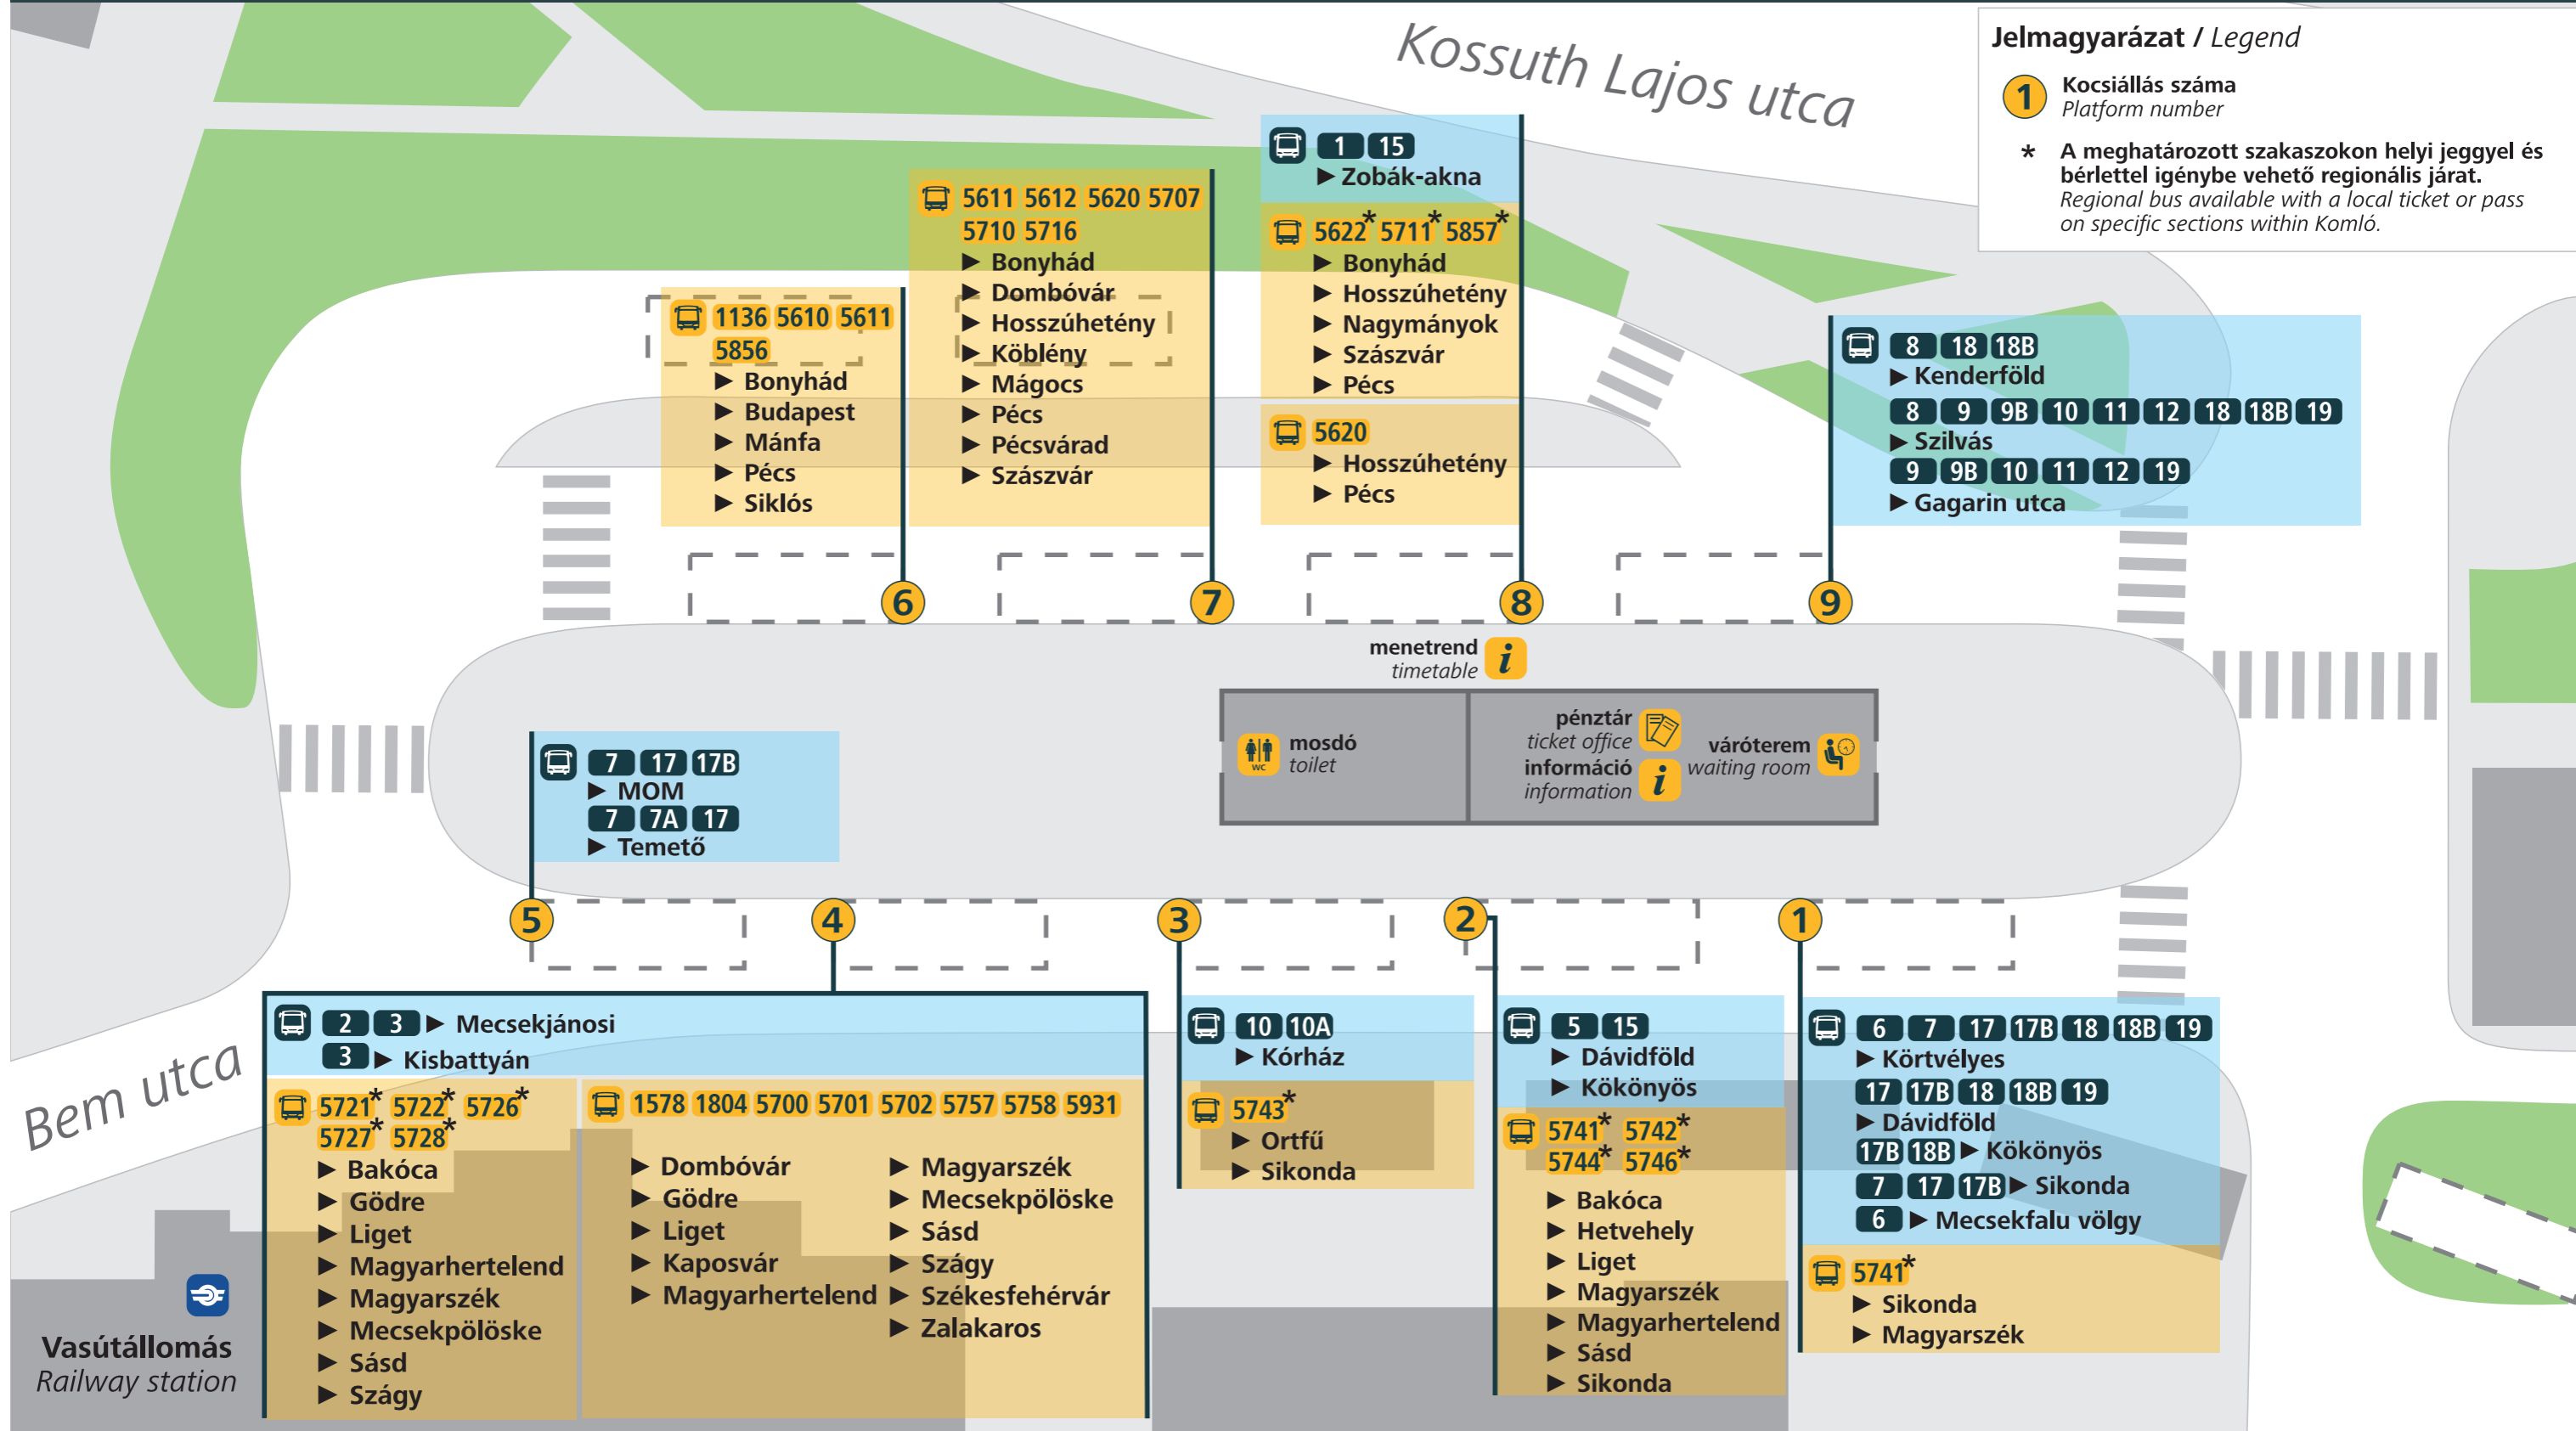 Kossuth Lajos utca
Jelmagyarázat / Legend
1
Kocsiállás száma
Platform number
* A meghatározott szakaszokon helyi jeggyel és
bérlettel igénybe vehető regionális járat.
Regional bus available with a local ticket or pass
on specific sections within Komló.
1136 5610 5611
5856
► Bonyhád
► Budapest
► Mánfa
► Pécs
► Siklós
6
5611 5612 5620 5707
5710 5716
► Bonyhád
► Dombóvár
► Hosszúhetény
► Köblény
► Mágocs
► Pécs
► Pécsvárad
► Szászvár
7
1 15
► Zobák-akna
5622* 5711* 5857*
► Bonyhád
► Hosszúhetény
► Nagymányok
► Szászvár
► Pécs
5620
► Hosszúhetény
► Pécs
8
8 18 18B
► Kenderföld
8 9 9B 10 11 12 18 18B 19
► Szilvás
9 9B 10 11 12 19
► Gagarin utca
9
menetrend
timetable
i
mosdó
toilet
WC
pénztár
ticket office
információ
information
i
váróterem
waiting room
7 17 17B
► MOM
7 7A 17
► Temető
5
4
3
2
1
Bem utca
2 3 ► Mecsekjánosi
3 ► Kisbattyán
5721* 5722* 5726*
5727* 5728*
► Bakóca
► Gödre
► Liget
► Magyarhertelend
► Magyarszék
► Mecsekpölöske
► Sásd
► Szágy
1578 1804 5700 5701 5702 5757 5758 5931
► Dombóvár
► Gödre
► Liget
► Kaposvár
► Magyarhertelend
► Magyarszék
► Mecsekpölöske
► Sásd
► Szágy
► Székesfehérvár
► Zalakaros
10 10A
► Kórház
5743*
► Ortfű
► Sikonda
5 15
► Dávidföld
► Kökönyös
5741* 5742*
5744* 5746*
► Bakóca
► Hetvehely
► Liget
► Magyarszék
► Magyarhertelend
► Sásd
► Sikonda
6 7 17 17B 18 18B 19
► Körtvélyes
17 17B 18 18B 19
► Dávidföld
17B 18B ► Kökönyös
7 17 17B ► Sikonda
6 ► Mecsekfalu völgy
5741*
► Sikonda
► Magyarszék
Vasútállomás
Railway station